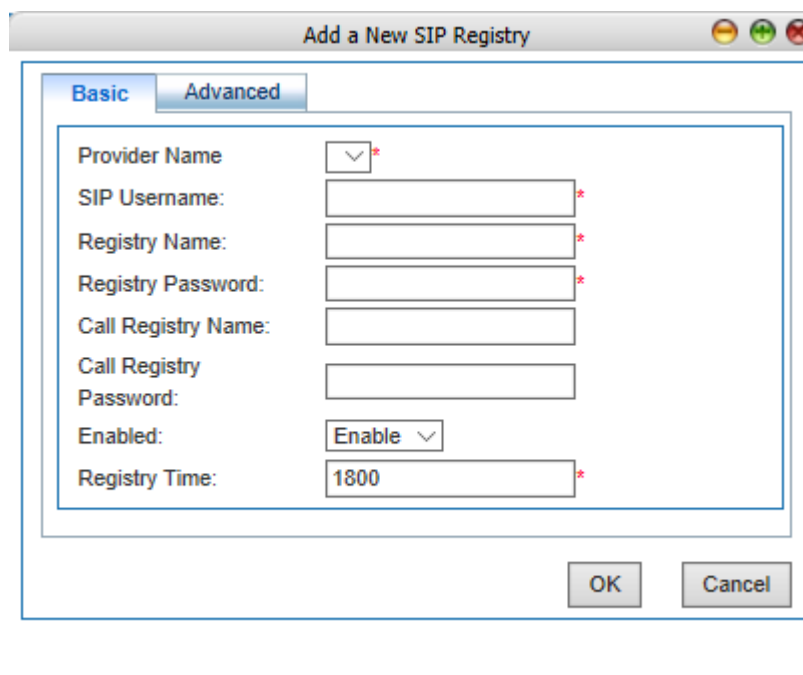 Add a New SIP Registry
Basic Advanced
Provider Name *
SIP Username: *
Registry Name: *
Registry Password: *
Call Registry Name:
Call Registry
Password:
Enabled: Enable
Registry Time: 1800 *
OK Cancel